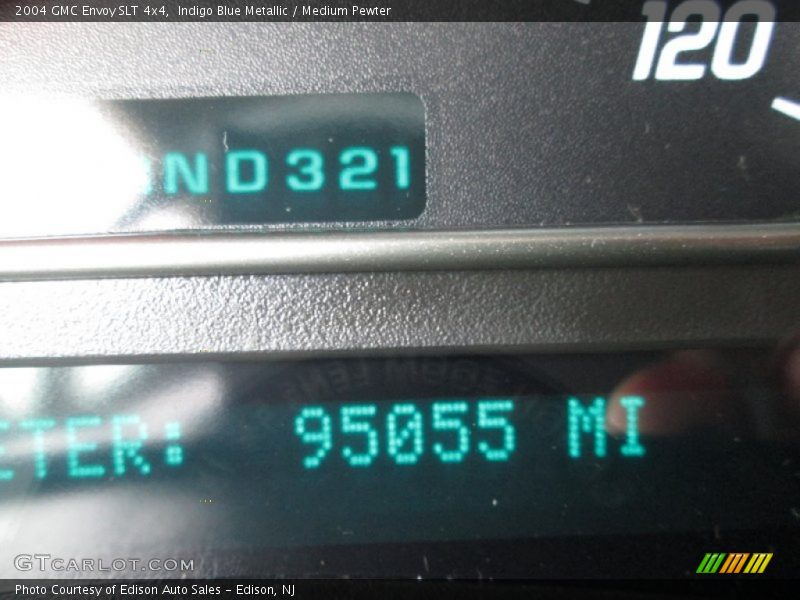 2004 GMC Envoy SLT 4x4, Indigo Blue Metallic / Medium Pewter
120
ND321
ETER: 95055 MI
GTCARLOT.COM
Photo Courtesy of Edison Auto Sales – Edison, NJ